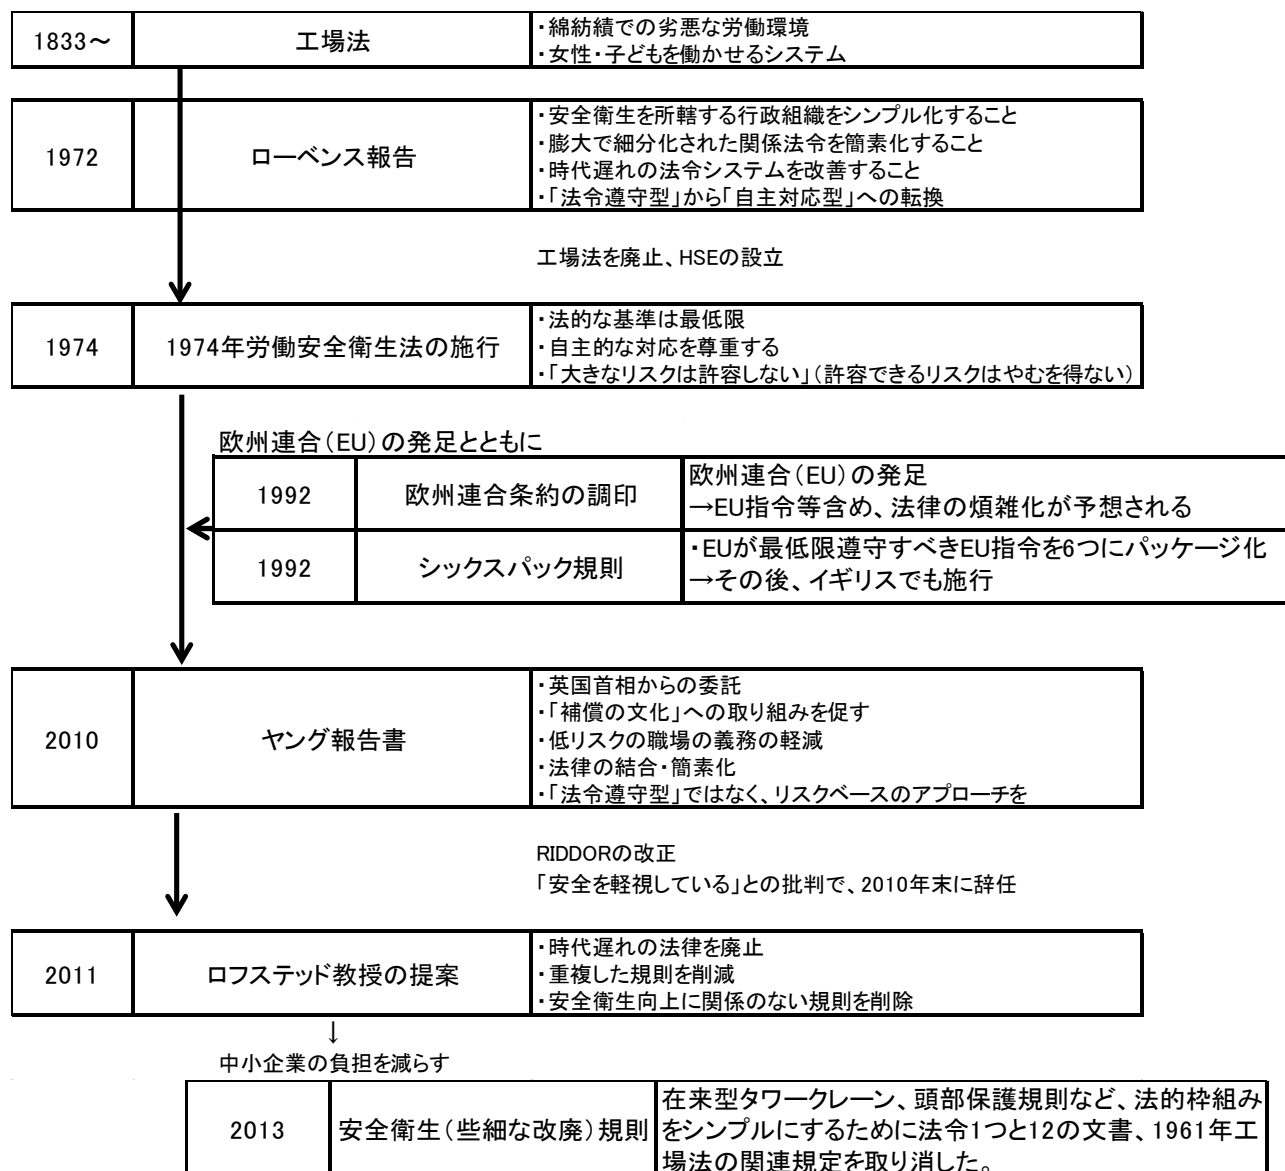 1833～ 工場法 ・綿紡績での劣悪な労働環境
・女性・子どもを働かせるシステム
1972 ローベンス報告 ・安全衛生を所轄する行政組織をシンプル化すること
・膨大で細分化された関係法令を簡素化すること
・時代遅れの法令システムを改善すること
・「法令遵守型」から「自主対応型」への転換
工場法を廃止、HSEの設立
1974 1974年労働安全衛生法の施行 ・法的な基準は最低限
・自主的な対応を尊重する
・「大きなリスクは許容しない」（許容できるリスクはやむを得ない）
欧州連合（EU）の発足とともに
1992 欧州連合条約の調印 欧州連合（EU）の発足
→EU指令等含め、法律の煩雑化が予想される
1992 シックスパック規則 ・EUが最低限遵守すべきEU指令を6つにパッケージ化
→その後、イギリスでも施行
2010 ヤング報告書 ・英国首相からの委託
・「補償の文化」への取り組みを促す
・低リスクの職場の義務の軽減
・法律の結合・簡素化
・「法令遵守型」ではなく、リスクベースのアプローチを
RIDDORの改正
「安全を軽視している」との批判で、2010年末に辞任
2011 ロフステッド教授の提案 ・時代遅れの法律を廃止
・重複した規則を削減
・安全衛生向上に関係のない規則を削除
↓
中小企業の負担を減らす
2013 安全衛生（些細な改廃）規則 在来型タワークレーン、頭部保護規則など、法的枠組み
をシンプルにするために法令1つと12の文書、1961年工
場法の関連規定を取り消した。